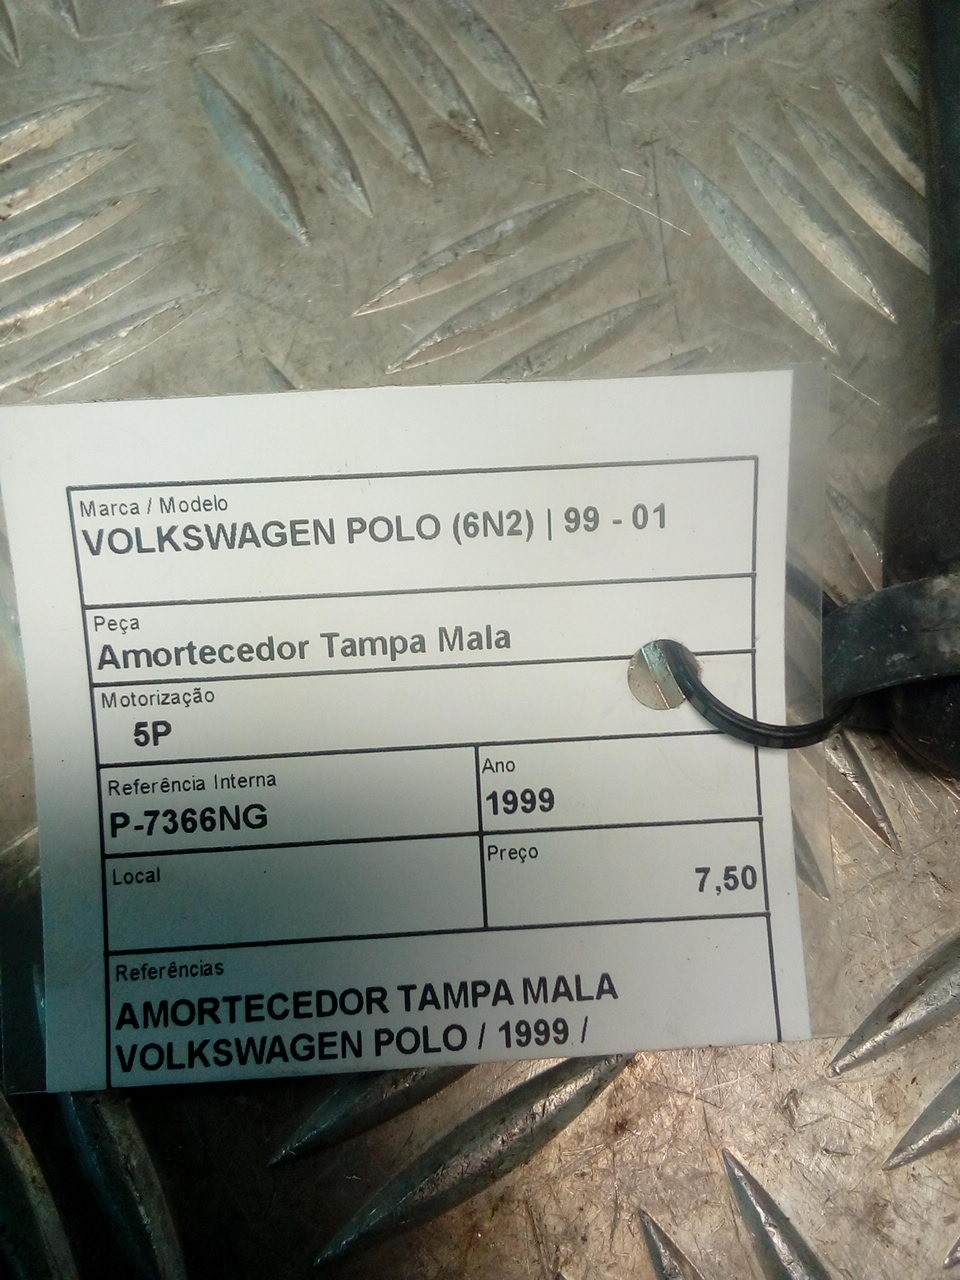 Marca / Modelo
VOLKSWAGEN POLO (6N2) | 99 - 01
Peça
Amortecedor Tampa Mala
Motorização
5P
Referência Interna
P-7366NG
Ano
1999
Local
Preço
7,50
Referências
AMORTECEDOR TAMPA MALA
VOLKSWAGEN POLO / 1999 /